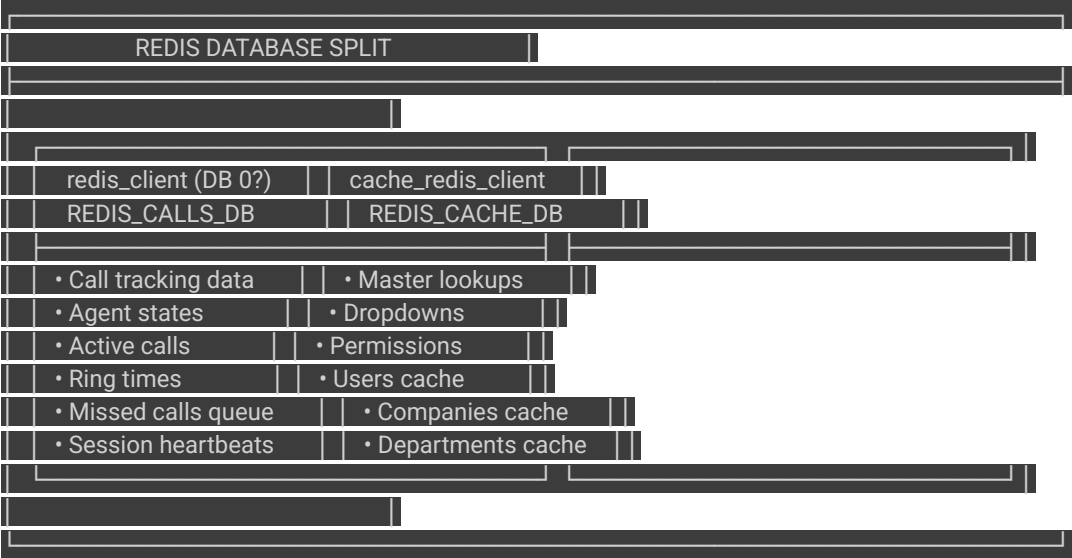 REDIS DATABASE SPLIT
redis_client (DB 0?) cache_redis_client
REDIS_CALLS_DB REDIS_CACHE_DB
• Call tracking data • Master lookups
• Agent states • Dropdowns
• Active calls • Permissions
• Ring times • Users cache
• Missed calls queue • Companies cache
• Session heartbeats • Departments cache